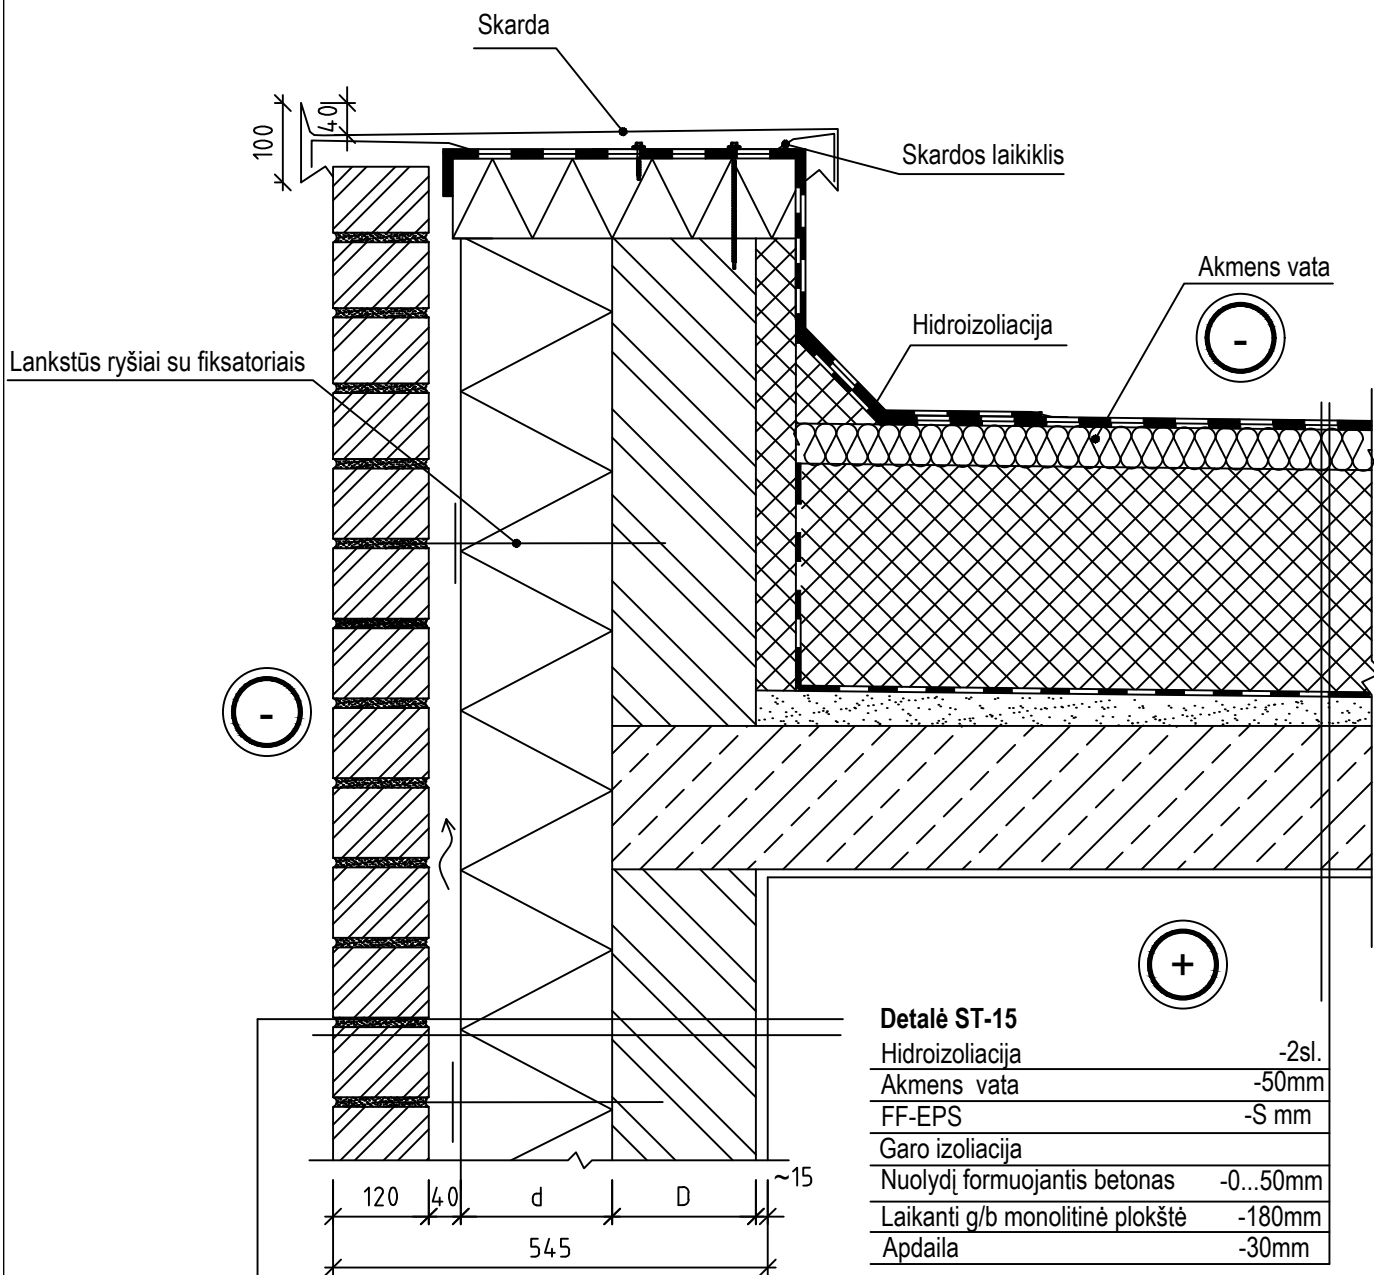 Skarda
100
40
Skardos laikiklis
Akmens vata
-
Hidroizoliacija
Lankstūs ryšiai su fiksatoriais
-
+
Detalė ST-15
Hidroizoliacija -2sl.
Akmens vata -50mm
FF-EPS -S mm
Garo izoliacija
Nuolydį formuojantis betonas -0...50mm
Laikanti g/b monolitinė plokštė -180mm
Apdaila -30mm
120 40 d D ~15
545